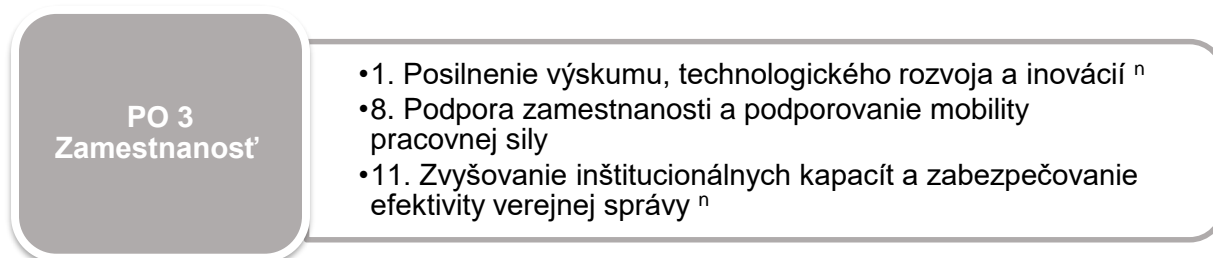 PO 3
Zamestnanosť
•1. Posilnenie výskumu, technologického rozvoja a inovácií ⁿ
•8. Podpora zamestnanosti a podporovanie mobility
pracovnej sily
•11. Zvyšovanie inštitucionálnych kapacít a zabezpečovanie
efektivity verejnej správy ⁿ